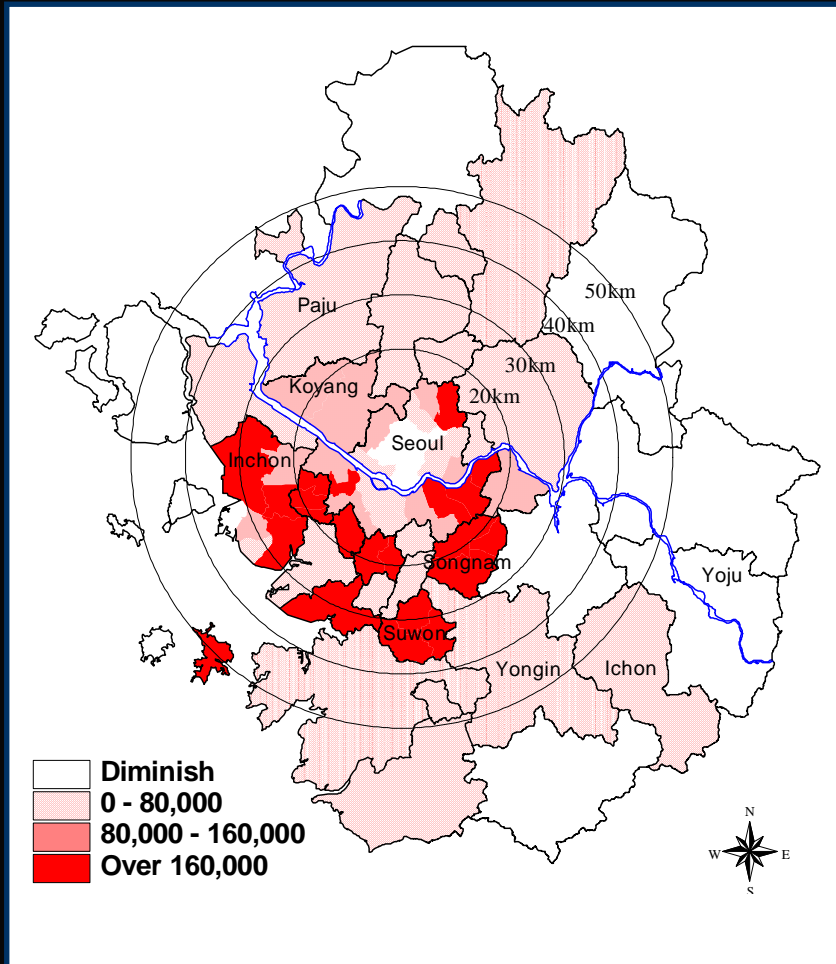 50km
Paju
40km
30km
Koyang
20km
Seoul
Inchon
Songnam
Yoju
Suwon
Yongin
Ichon
Diminish
0 - 80,000
80,000 - 160,000
Over 160,000
N
W
E
S